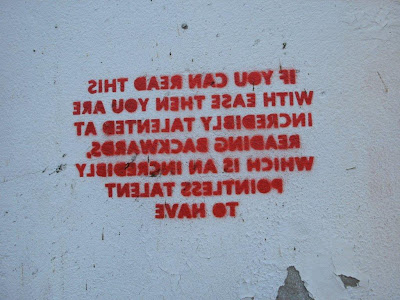 IF YOU CAN READ THIS
WITH EASE THEN YOU ARE
INCREDIBLY TALENTED AT
READING BACKWARDS,
WHICH IS AN INCREDIBLY
POINTLESS TALENT
TO HAVE